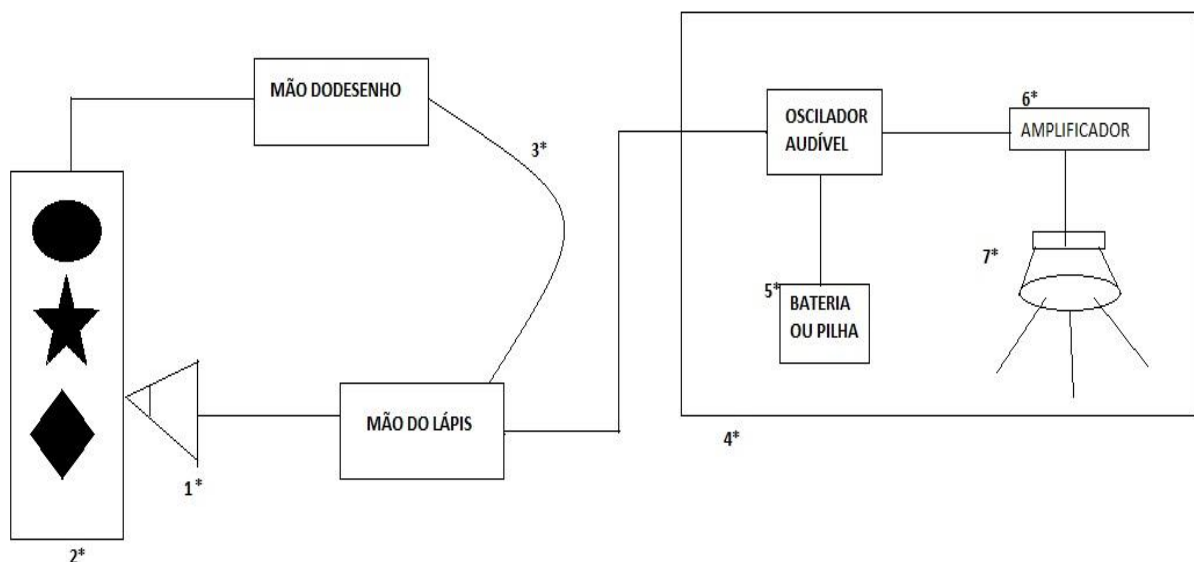 MÃO DODESENHO
3*
OSCILADOR
AUDÍVEL
6*
AMPLIFICADOR
7*
5*
BATERIA
OU PILHA
MÃO DO LÁPIS
4*
1*
2*